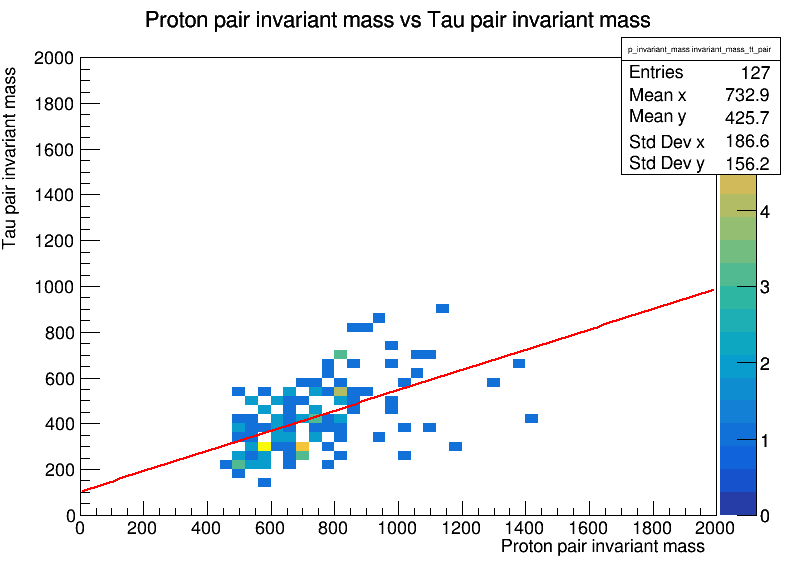 Proton pair invariant mass vs Tau pair invariant mass
p_invariant_mass invariant_mass_tt_pair
Entries 127
Mean x 732.9
Mean y 425.7
Std Dev x 186.6
Std Dev y 156.2
Tau pair invariant mass
2000
1800
1600
1400
1200
1000
800
600
400
200
0
4
3
2
1
0
0 200 400 600 800 1000 1200 1400 1600 1800 2000
Proton pair invariant mass